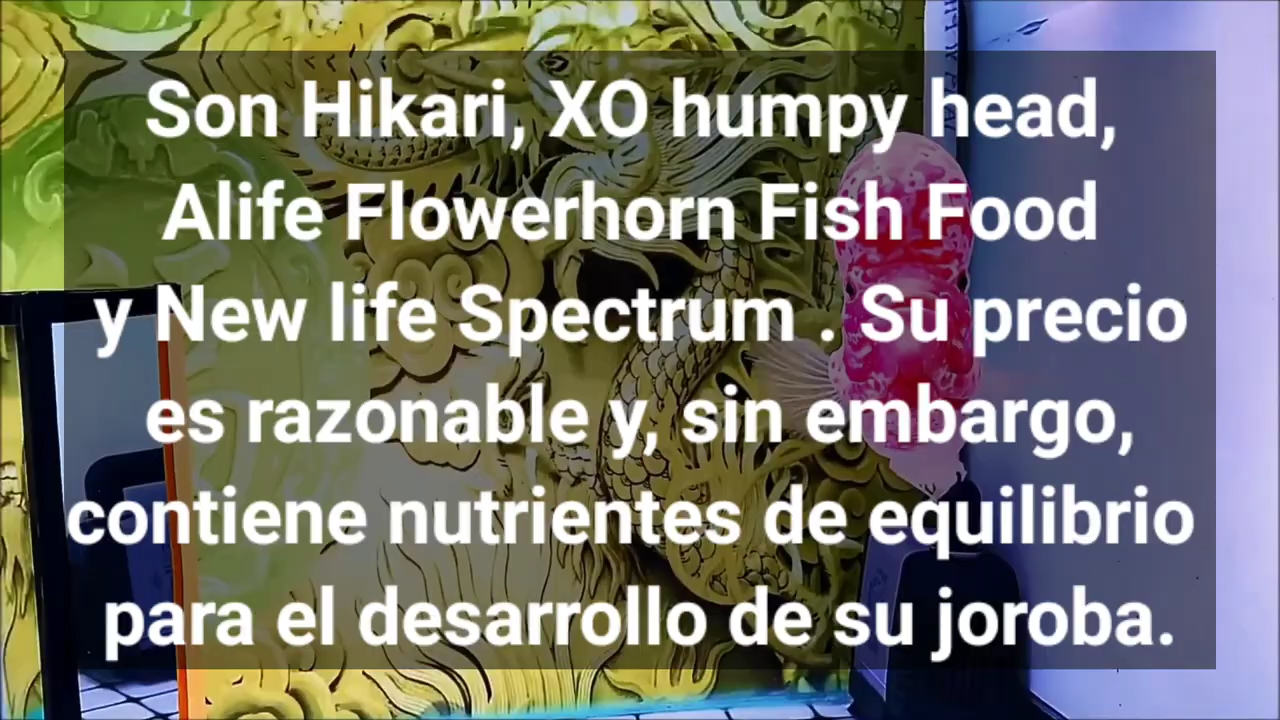 Son Hikari, XO humpy head,
Alife Flowerhorn Fish Food
y New life Spectrum . Su precio
es razonable y, sin embargo,
contiene nutrientes de equilibrio
para el desarrollo de su joroba.